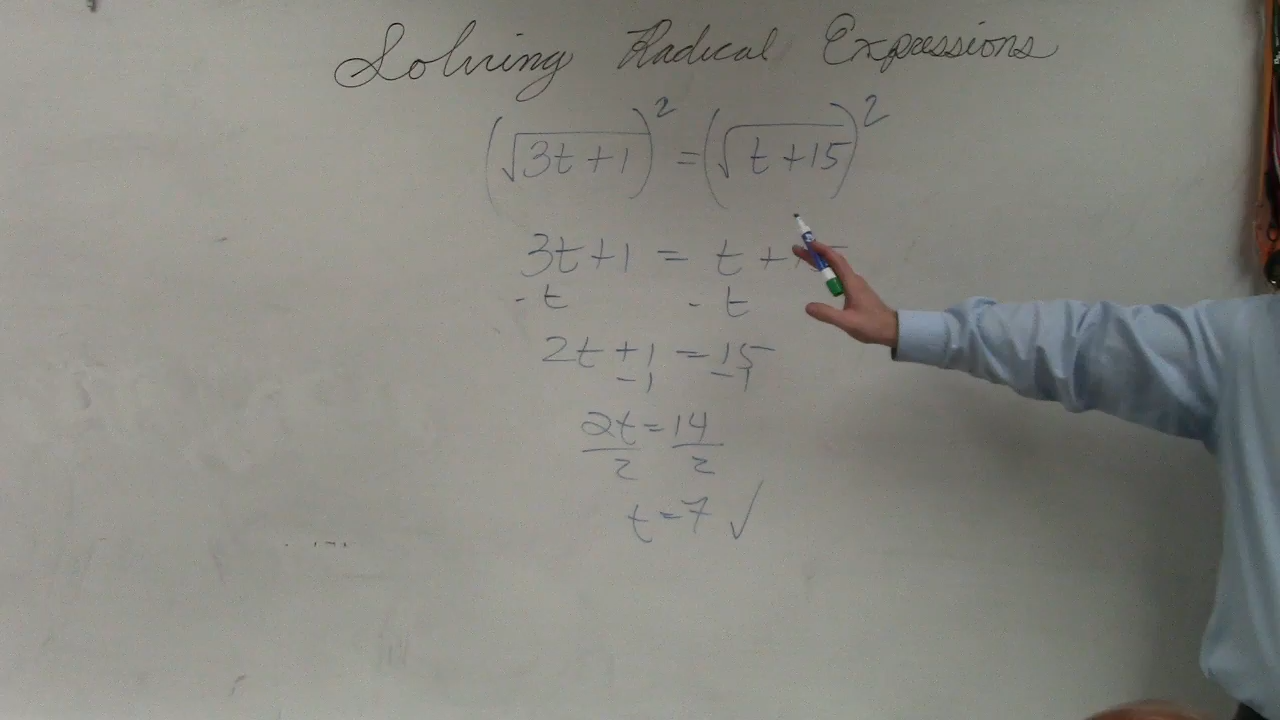 Solving Radical Expressions
(√3t+1)² = (√t+15)²
3t+1 = t+15
-t -t
2t+1 = 15
-1 -1
2t = 14
2 2
t = 7 ✓